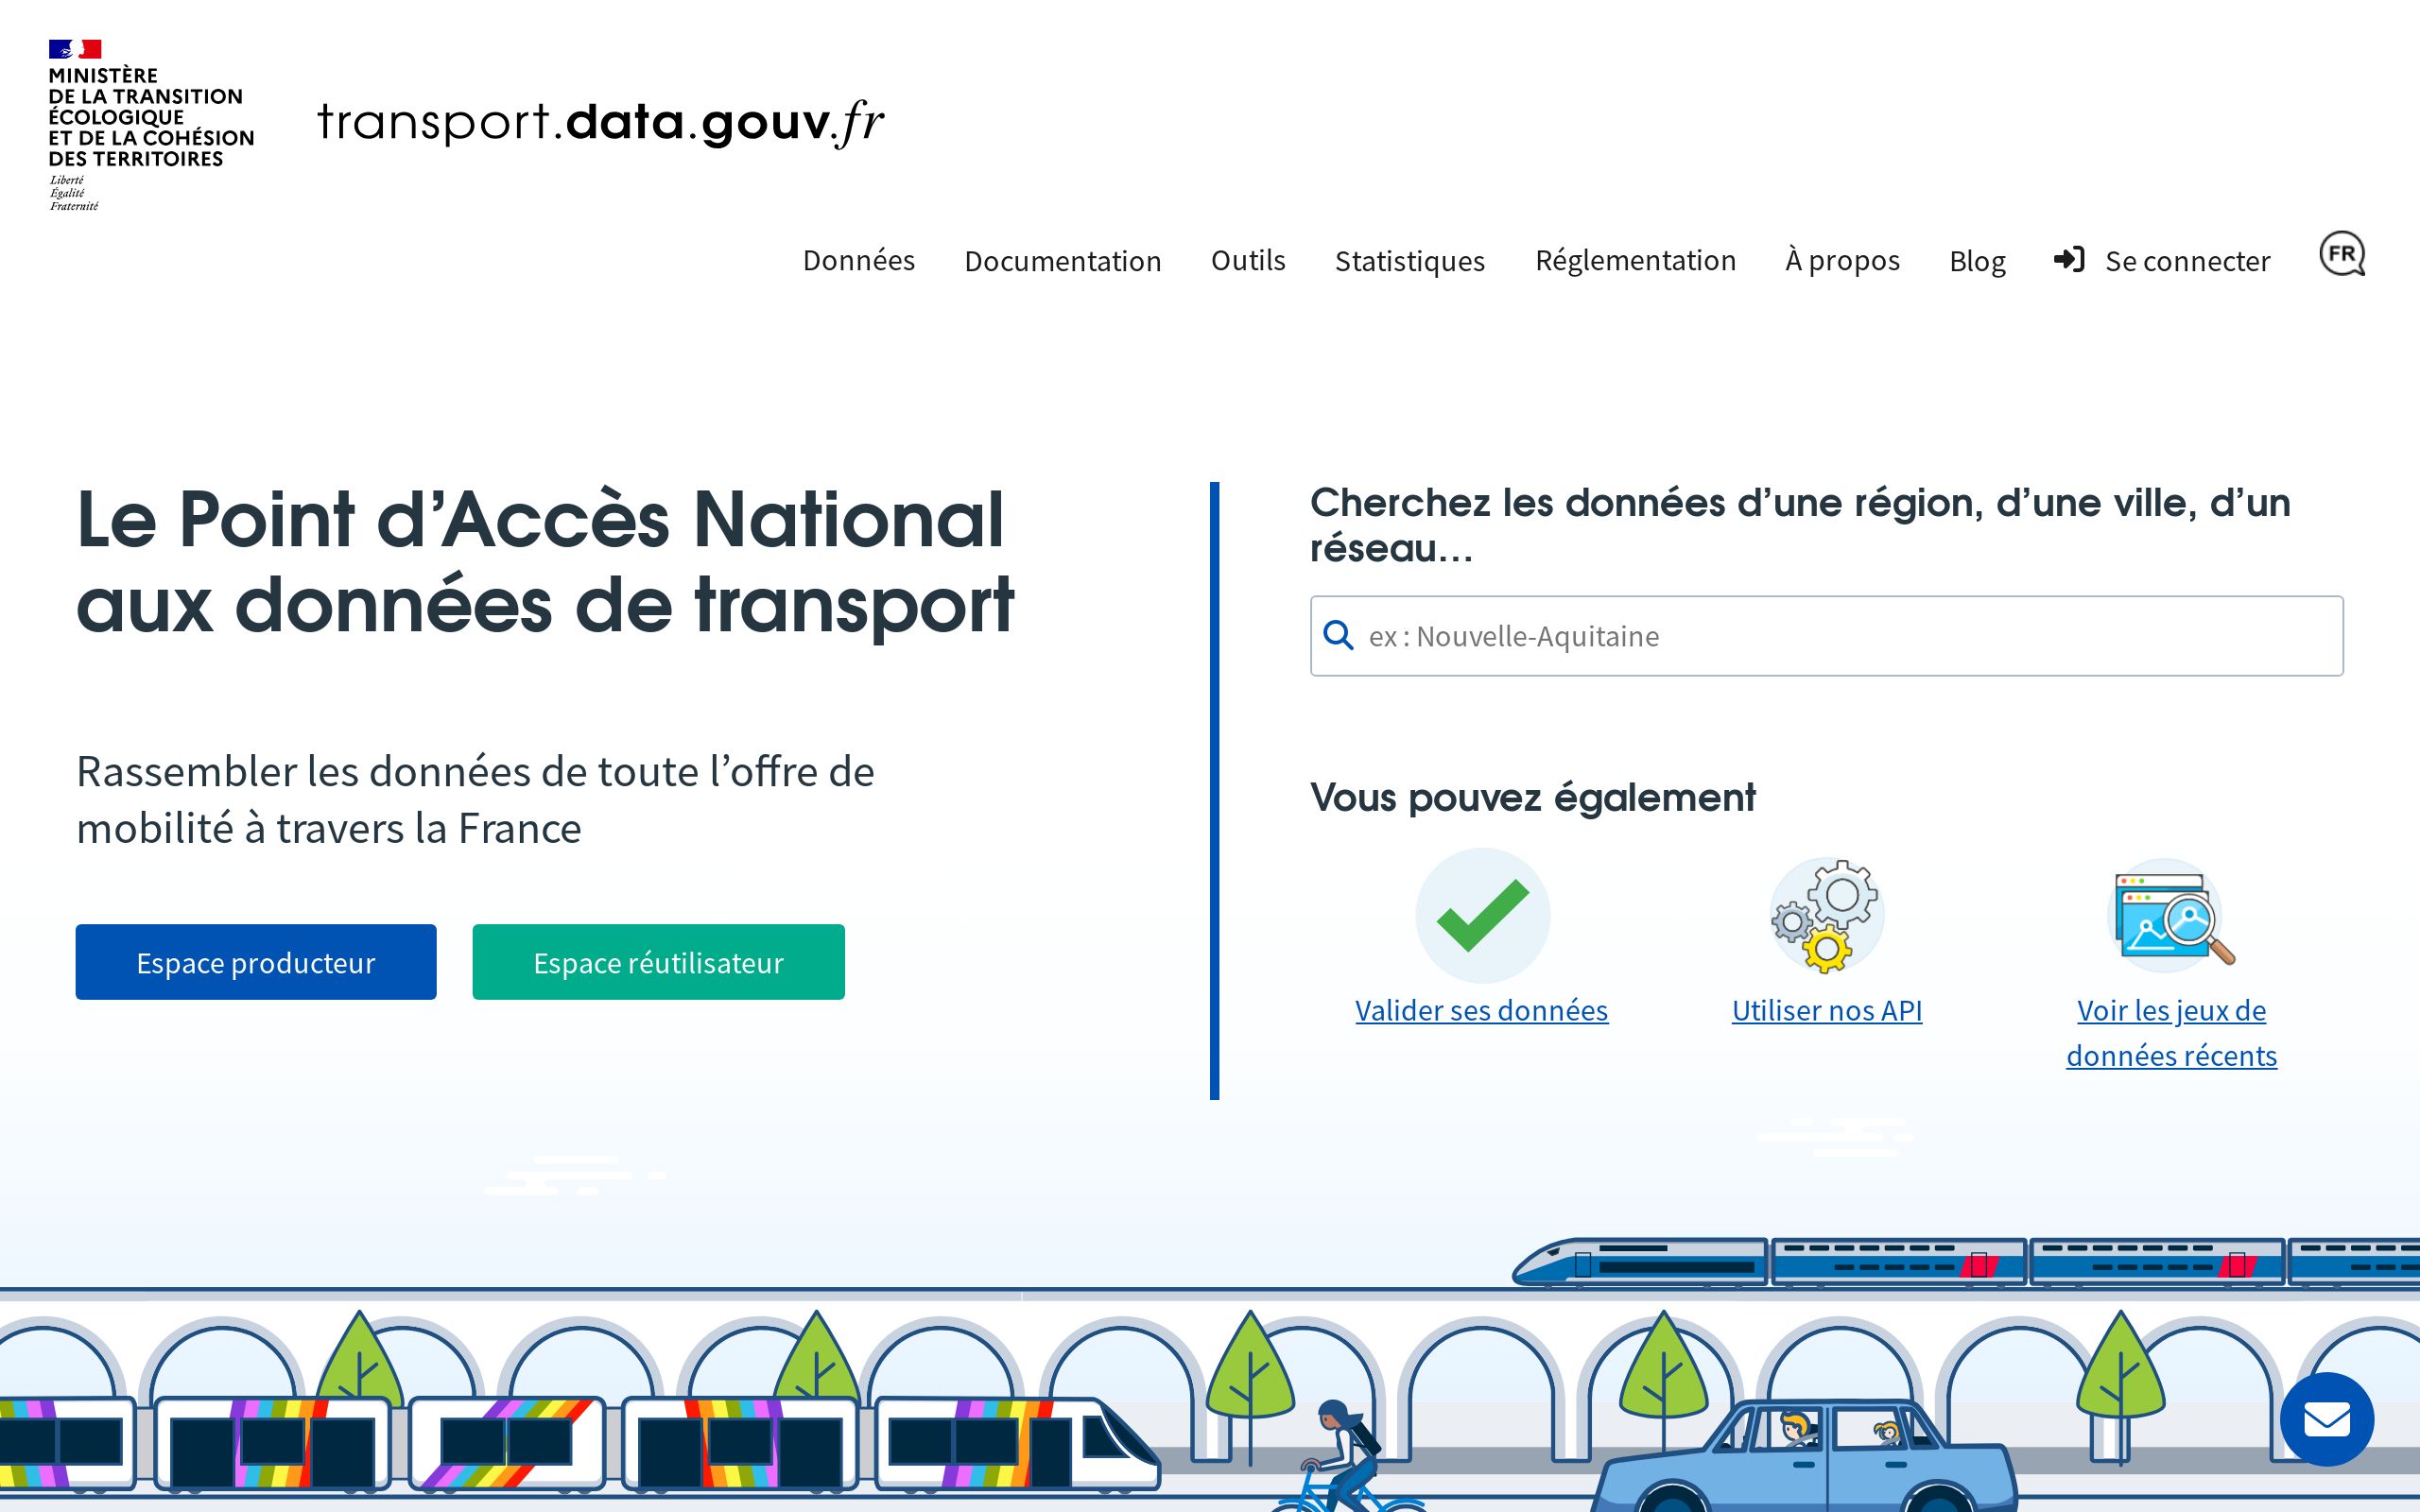 MINISTÈRE
DE LA TRANSITION
ÉCOLOGIQUE
ET DE LA COHÉSION
DES TERRITOIRES
Liberté
Égalité
Fraternité
transport.data.gouv.fr
Données Documentation Outils Statistiques Réglementation À propos Blog Se connecter FR
Le Point d’Accès National
aux données de transport
Rassembler les données de toute l’offre de
mobilité à travers la France
Espace producteur Espace réutilisateur
Cherchez les données d’une région, d’une ville, d’un
réseau…
ex : Nouvelle-Aquitaine
Vous pouvez également
Valider ses données
Utiliser nos API
Voir les jeux de
données récents